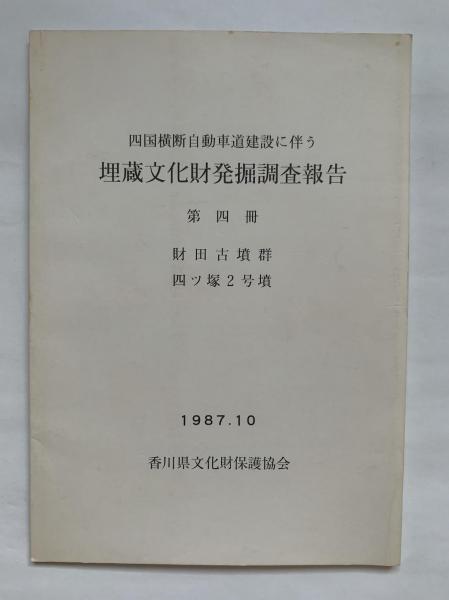 四国横断自動車道建設に伴う
埋蔵文化財発掘調査報告
第四冊
財田古墳群
四ツ塚2号墳
1987.10
香川県文化財保護協会